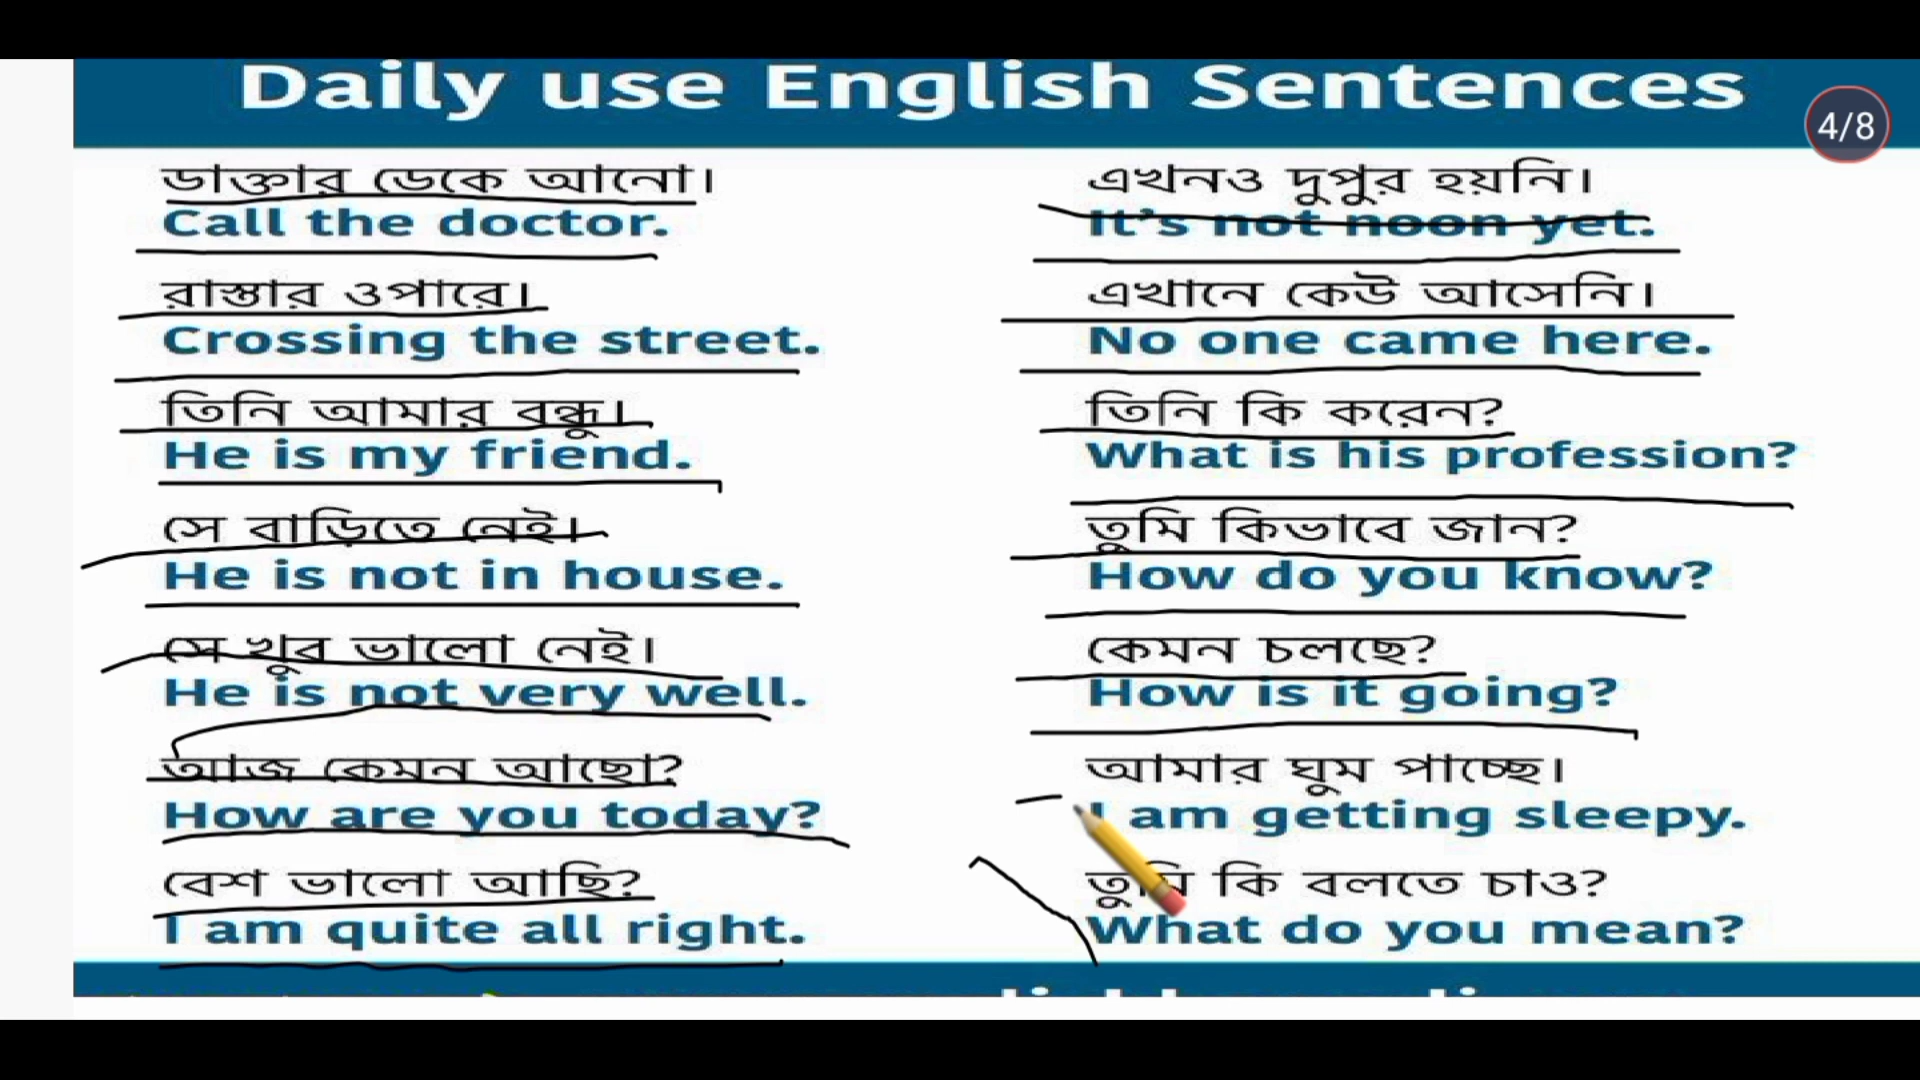 Daily use English Sentences
4/8
ডাক্তার ডেকে আনো।
Call the doctor.
রাস্তার ওপারে।
Crossing the street.
তিনি আমার বন্ধু।
He is my friend.
সে বাড়িতে নেই।
He is not in house.
সে খুব ভালো নেই।
He is not very well.
আজ কেমন আছো?
How are you today?
বেশ ভালো আছি?
I am quite all right.
এখনও দুপুর হয়নি।
It’s not noon yet.
এখানে কেউ আসেনি।
No one came here.
তিনি কি করেন?
What is his profession?
তুমি কিভাবে জান?
How do you know?
কেমন চলছে?
How is it going?
আমার ঘুম পাচ্ছে।
I am getting sleepy.
তুমি কি বলতে চাও?
What do you mean?